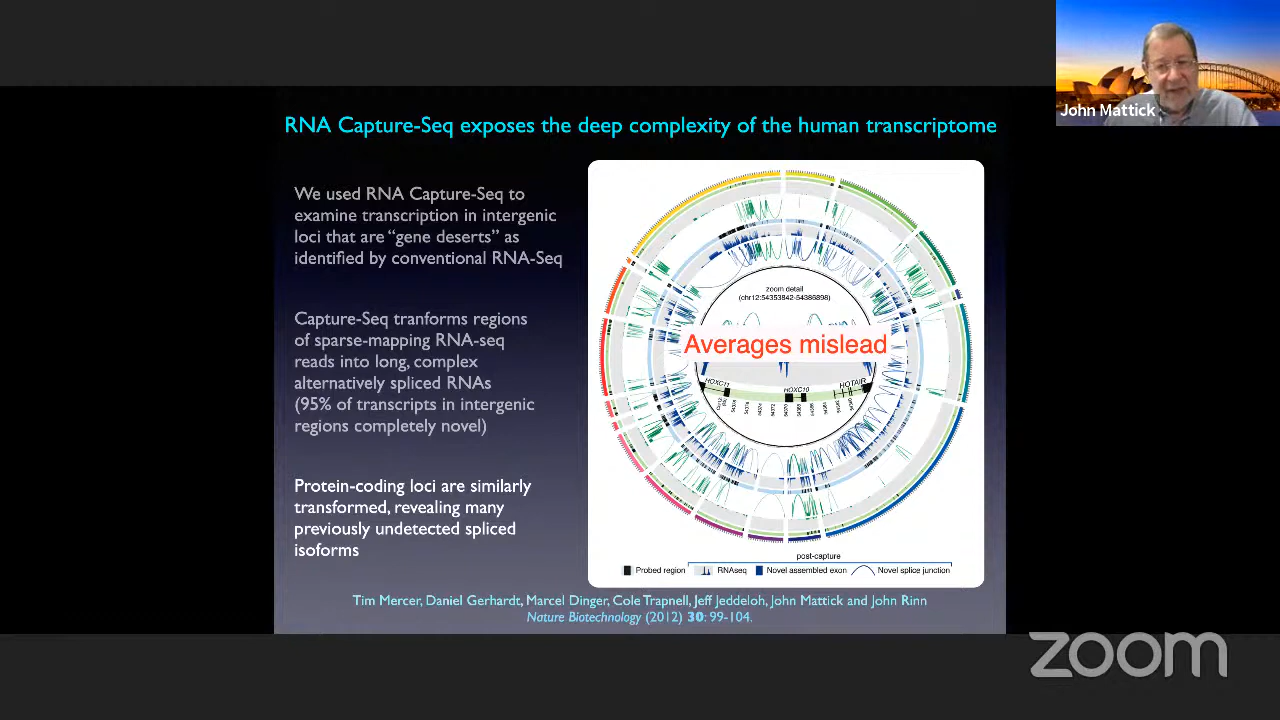 John Mattick
RNA Capture-Seq exposes the deep complexity of the human transcriptome
We used RNA Capture-Seq to
examine transcription in intergenic
loci that are “gene deserts” as
identified by conventional RNA-Seq
Capture-Seq tranforms regions
of sparse-mapping RNA-seq
reads into long, complex
alternatively spliced RNAs
(95% of transcripts in intergenic
regions completely novel)
Protein-coding loci are similarly
transformed, revealing many
previously undetected spliced
isoforms
zoom detail
(chr12:54353842-54386898)
Averages mislead
HOXC11
HOXC10
HOTAIR
post-capture
Probed region
RNAseq
Novel assembled exon
Novel splice junction
Tim Mercer, Daniel Gerhardt, Marcel Dinger, Cole Trapnell, Jeff Jeddeloh, John Mattick and John Rinn
Nature Biotechnology (2012) 30: 99-104.
zoom